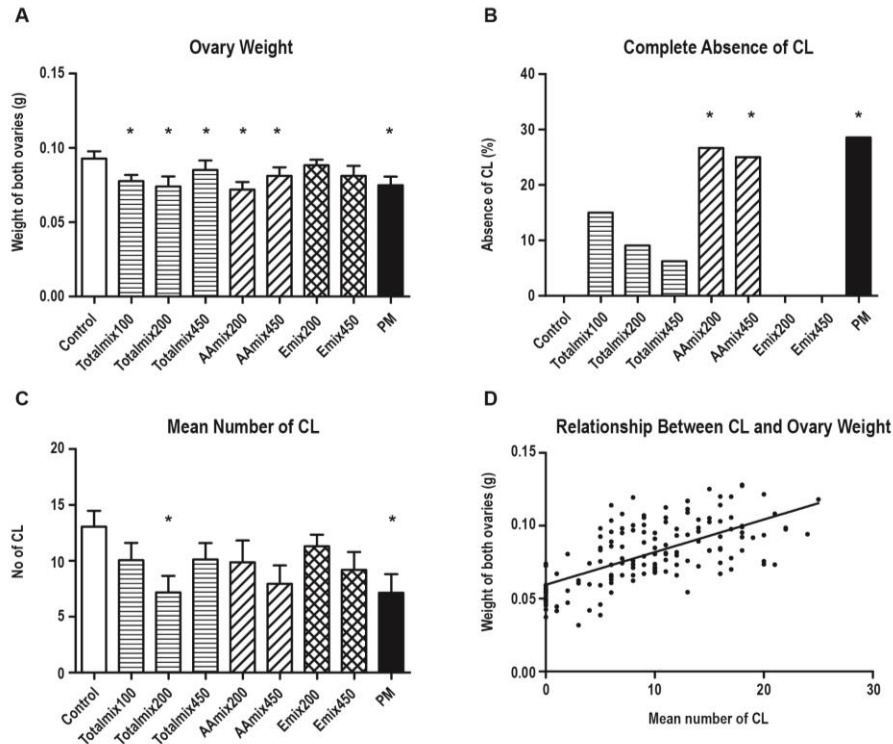 A
Ovary Weight
Weight of both ovaries (g)
0.15
0.10
0.05
0.00
* * * * * *
Control
Totalmix100
Totalmix200
Totalmix450
AAmix200
AAmix450
Emix200
Emix450
PM
B
Complete Absence of CL
Absence of CL (%)
40
30
20
10
0
* * *
Control
Totalmix100
Totalmix200
Totalmix450
AAmix200
AAmix450
Emix200
Emix450
PM
C
Mean Number of CL
No of CL
20
15
10
5
0
* *
Control
Totalmix100
Totalmix200
Totalmix450
AAmix200
AAmix450
Emix200
Emix450
PM
D
Relationship Between CL and Ovary Weight
Weight of both ovaries (g)
0.15
0.10
0.05
0.00
0 10 20 30
Mean number of CL